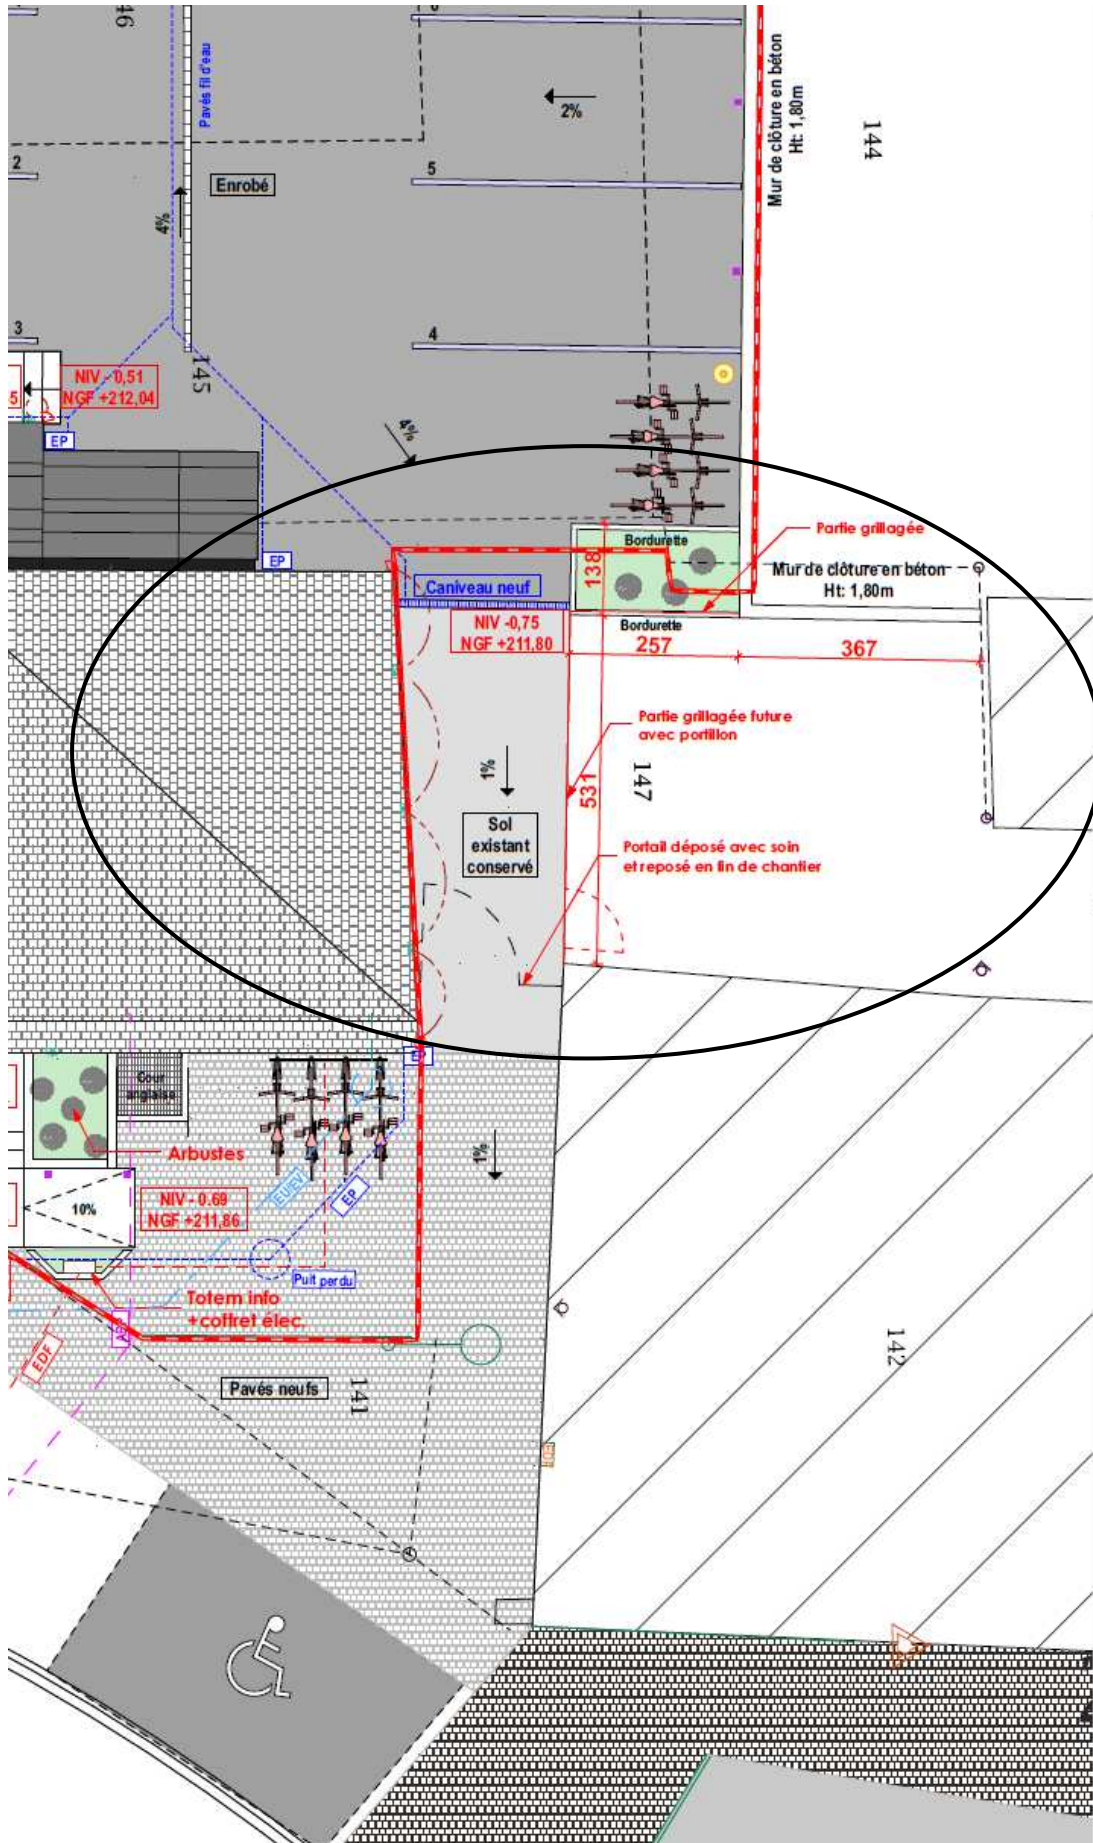 46
Pavés fil d'eau
Mur de clôture en béton
Ht: 1,80m
144
2%
2
5
Enrobé
4%
3
4
145
NIV - 0,51
NGF +212,04
5
EP
4%
Partie grillagée
Bordurette
138
EP
Caniveau neuf
Mur de clôture en béton
Ht: 1,80m
NIV -0,75
NGF +211,80
Bordurette
257
367
Partie grillagée future
avec portillon
1%
147
531
Sol
existant
conservé
Portail déposé avec soin
et reposé en fin de chantier
EP
Cour
anglaise
Arbustes
1%
EU/EV
EP
10%
NIV - 0.69
NGF +211,86
Puit perdu
Totem info
+coffret élec.
EDF
142
Pavés neufs
141